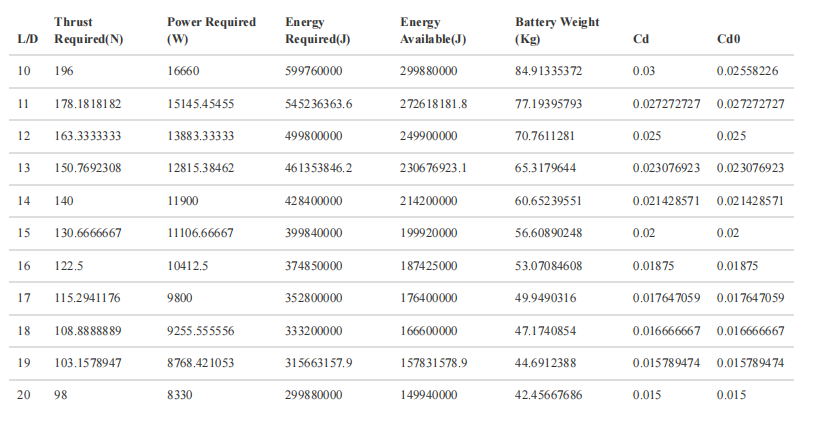 L/D Thrust Required(N) Power Required (W) Energy Required(J) Energy Available(J) Battery Weight (Kg) Cd Cd0
10 196 16660 599760000 299880000 84.91335372 0.03 0.02558226
11 178.1818182 15145.45455 545236363.6 272618181.8 77.19395793 0.027272727 0.027272727
12 163.3333333 13883.33333 499800000 249900000 70.7611281 0.025 0.025
13 150.7692308 12815.38462 461353846.2 230676923.1 65.3179644 0.023076923 0.023076923
14 140 11900 428400000 214200000 60.65239551 0.021428571 0.021428571
15 130.6666667 11106.66667 399840000 199920000 56.60890248 0.02 0.02
16 122.5 10412.5 374850000 187425000 53.07084608 0.01875 0.01875
17 115.2941176 9800 352800000 176400000 49.9490316 0.017647059 0.017647059
18 108.8888889 9255.555556 333200000 166600000 47.1740854 0.016666667 0.016666667
19 103.1578947 8768.421053 315663157.9 157831578.9 44.6912388 0.015789474 0.015789474
20 98 8330 299880000 149940000 42.45667686 0.015 0.015